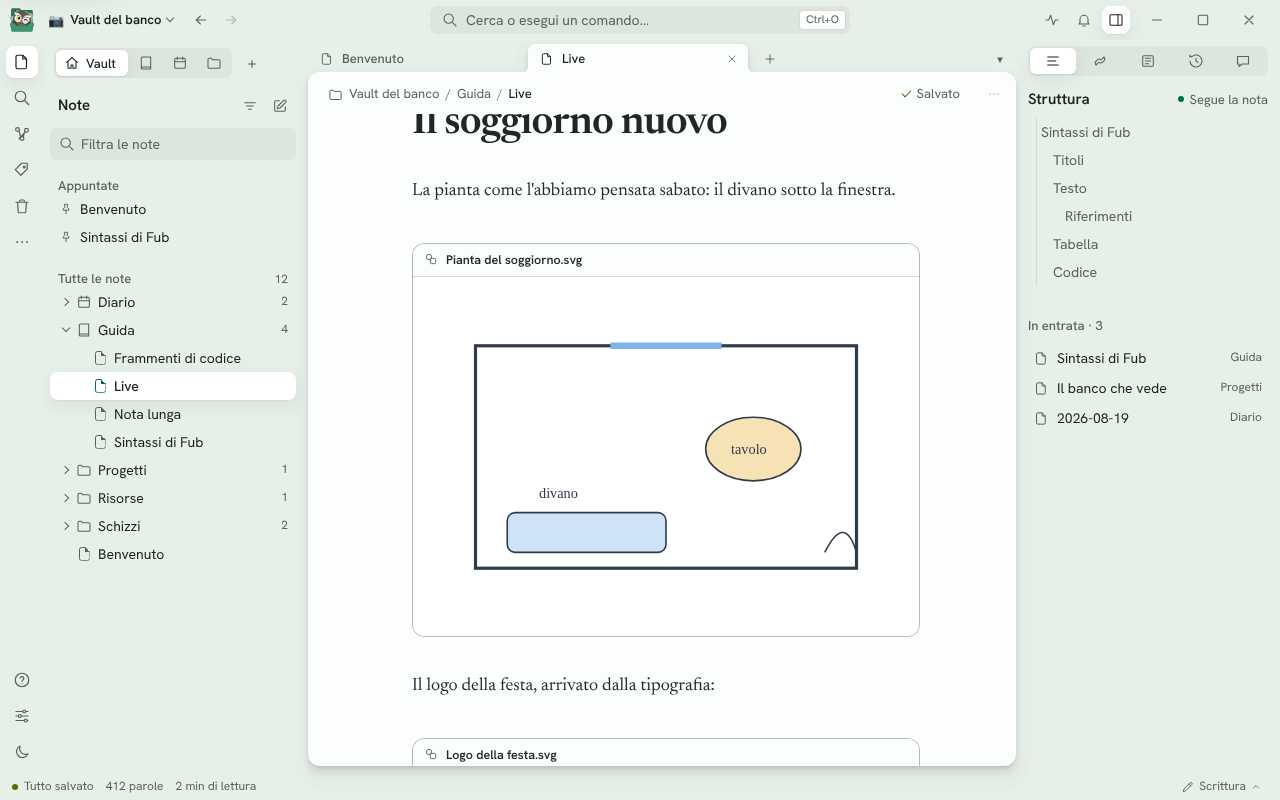 Vault del banco
Cerca o esegui un comando...
Ctrl+O
Vault
Benvenuto
Live
Note
Filtra le note
Appuntate
Benvenuto
Sintassi di Fub
Tutte le note 12
Diario 2
Guida 4
Frammenti di codice
Live
Nota lunga
Sintassi di Fub
Progetti 1
Risorse 1
Schizzi 2
Benvenuto
Vault del banco / Guida / Live
Salvato
Il soggiorno nuovo
La pianta come l'abbiamo pensata sabato: il divano sotto la finestra.
Pianta del soggiorno.svg
tavolo
divano
Il logo della festa, arrivato dalla tipografia:
Logo della festa.svg
Struttura
Segue la nota
Sintassi di Fub
Titoli
Testo
Riferimenti
Tabella
Codice
In entrata · 3
Sintassi di Fub Guida
Il banco che vede Progetti
2026-08-19 Diario
Tutto salvato 412 parole 2 min di lettura
Scrittura